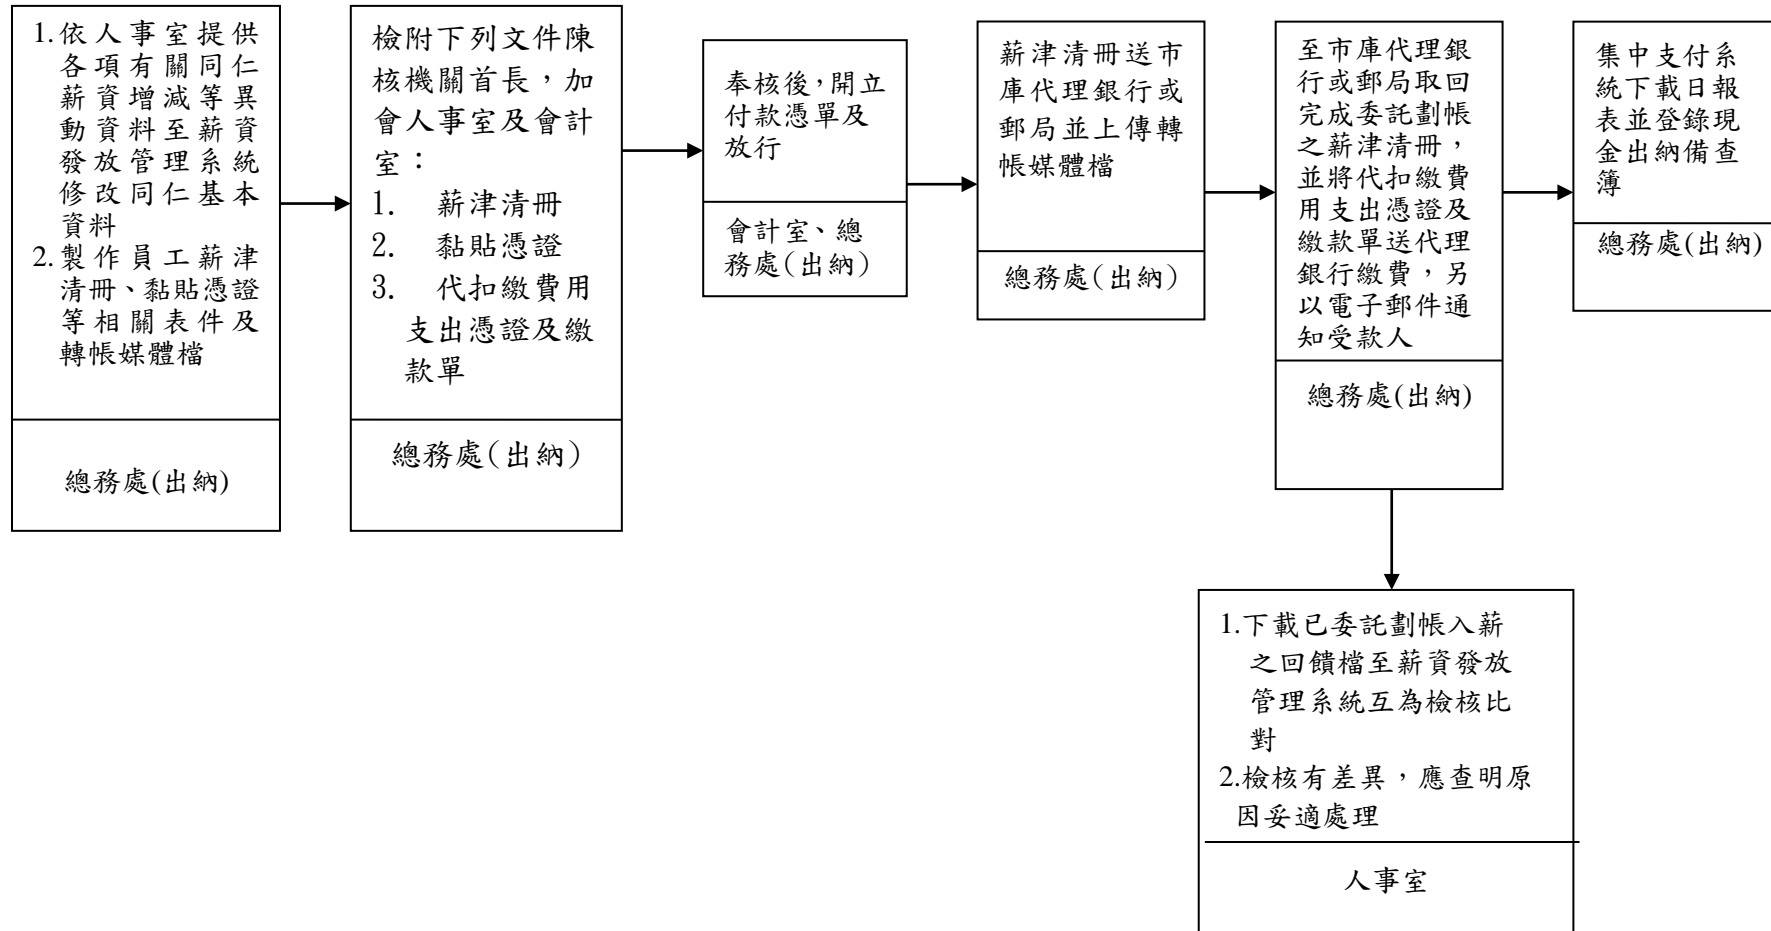 1.依人事室提供
各項有關同仁
薪資增減等異
動資料至薪資
發放管理系統
修改同仁基本
資料
2.製作員工薪津
清冊、黏貼憑證
等相關表件及
轉帳媒體檔
總務處(出納)
檢附下列文件陳
核機關首長，加
會人事室及會計
室：
1. 薪津清冊
2. 黏貼憑證
3. 代扣繳費用
支出憑證及繳
款單
總務處(出納)
奉核後，開立
付款憑單及
放行
會計室、總
務處(出納)
薪津清冊送市
庫代理銀行或
郵局並上傳轉
帳媒體檔
總務處(出納)
至市庫代理銀
行或郵局取回
完成委託劃帳
之薪津清冊，
並將代扣繳費
用支出憑證及
繳款單送代理
銀行繳費，另
以電子郵件通
知受款人
總務處(出納)
集中支付系
統下載日報
表並登錄現
金出納備查
簿
總務處(出納)
1.下載已委託劃帳入薪
之回饋檔至薪資發放
管理系統互為檢核比
對
2.檢核有差異，應查明原
因妥適處理
人事室